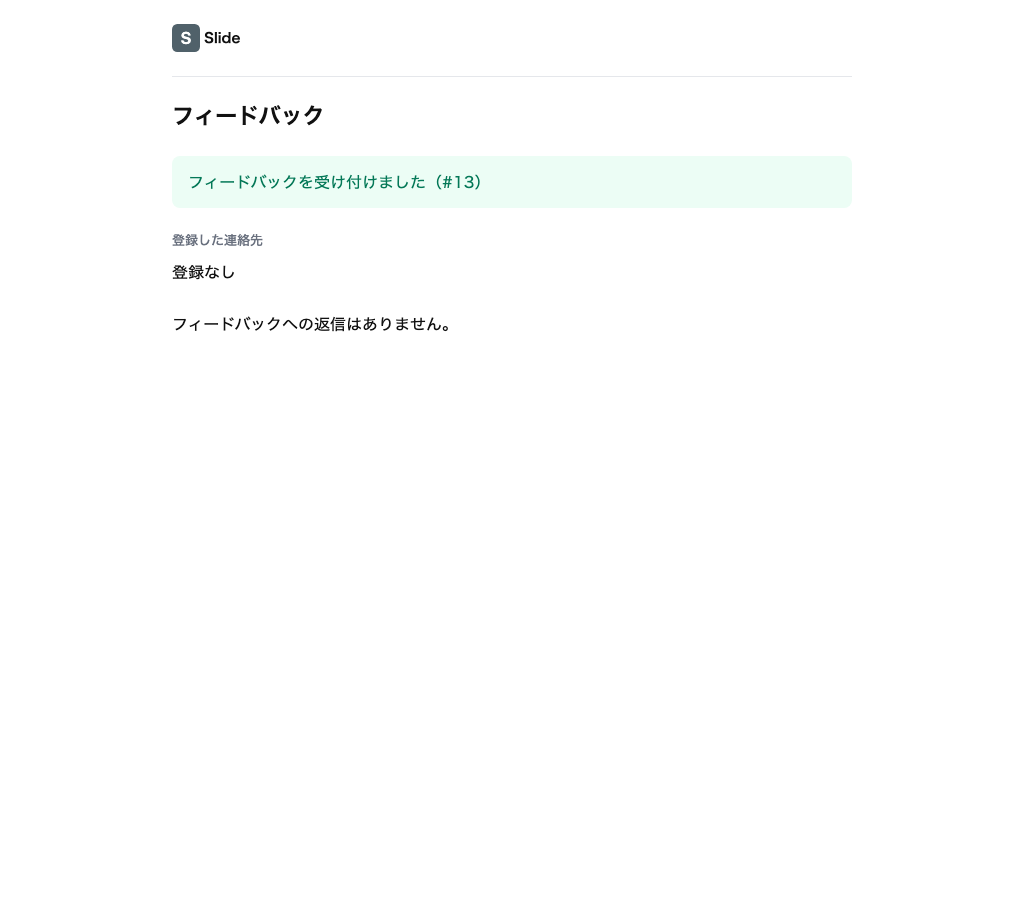 S Slide
フィードバック
フィードバックを受け付けました（#13）
登録した連絡先
登録なし
フィードバックへの返信はありません。